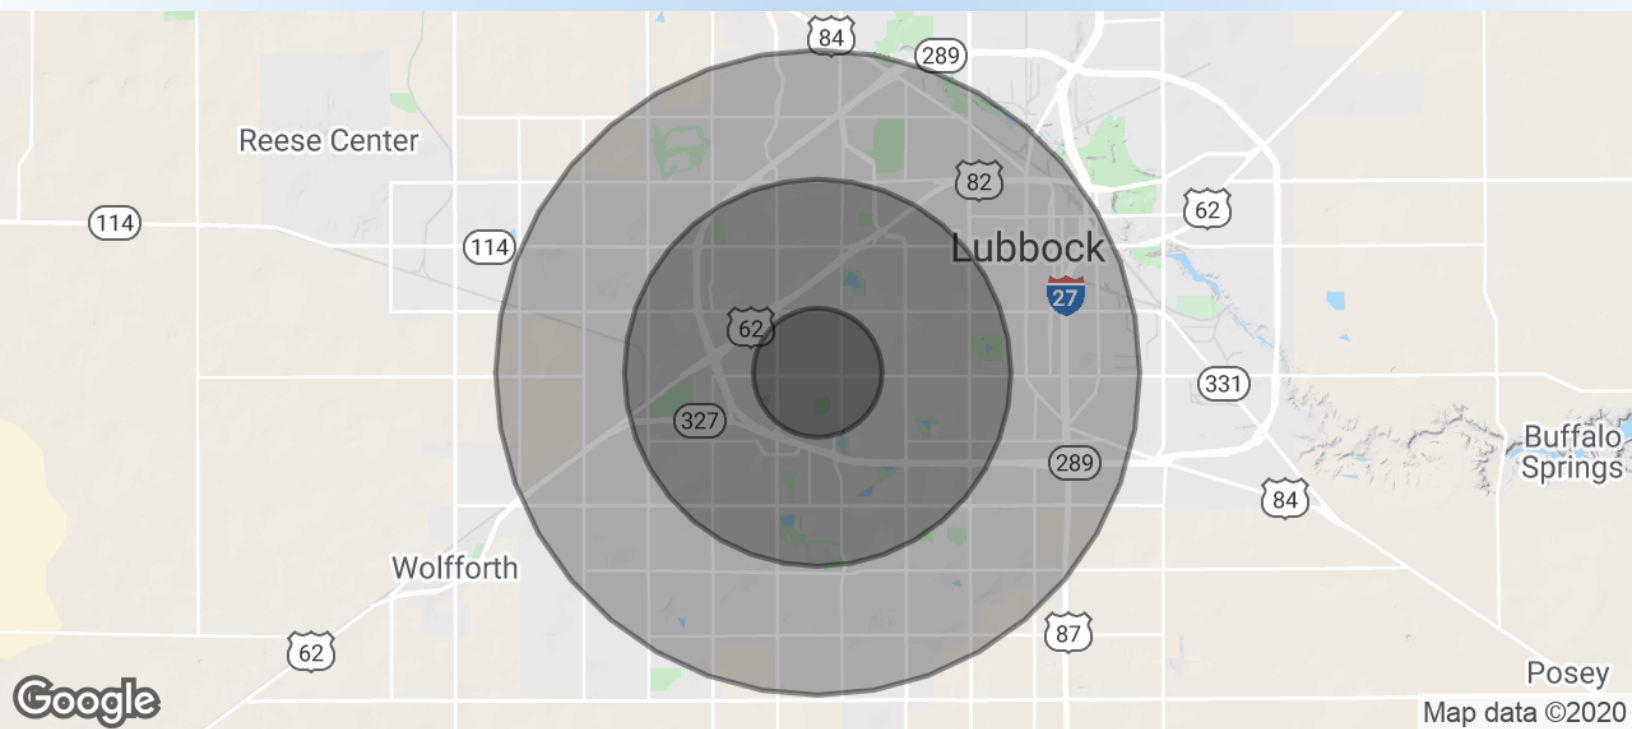 84
289
Reese Center
82
62
114
114
Lubbock
27
62
331
327
Buffalo
Springs
289
84
Wolfforth
87
62
Posey
Google
Map data ©2020